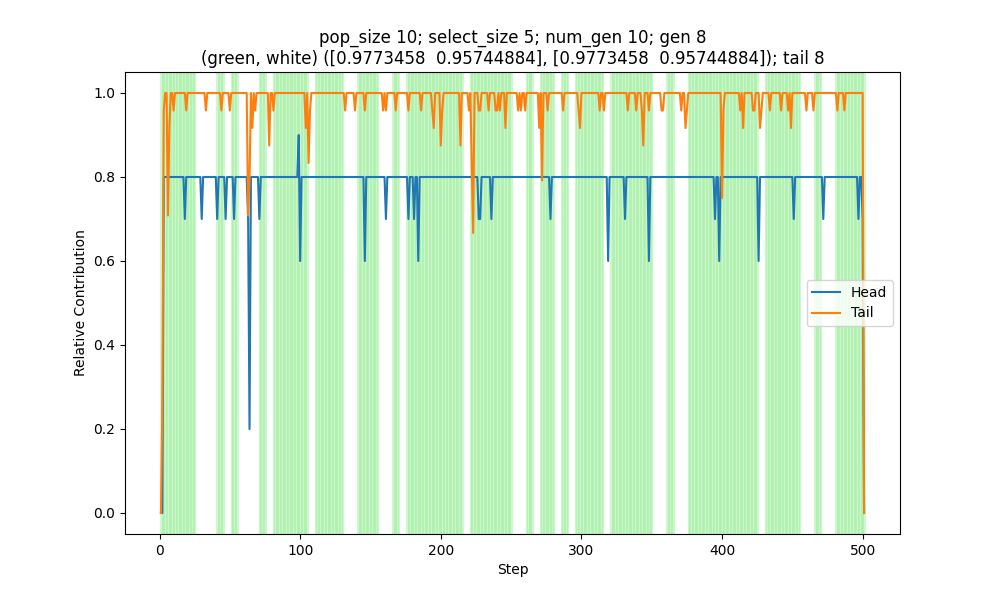 pop_size 10; select_size 5; num_gen 10; gen 8
(green, white) ([0.9773458  0.95744884], [0.9773458  0.95744884]); tail 8
1.0
0.8
0.6
0.4
0.2
0.0
Relative Contribution
Head
Tail
0
100
200
300
400
500
Step